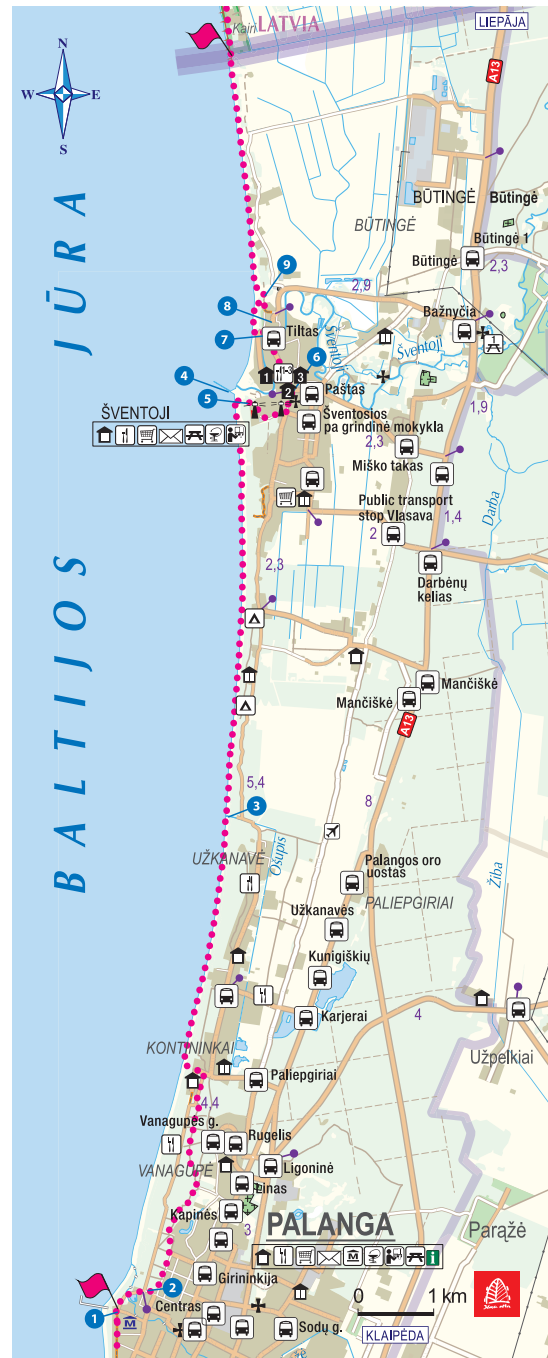 Kairi
LATVIA
LIEPĀJA
A13
N
W
E
S
BŪTINGĖ
BŪTINGĖ
Būtingė
Būtingė 1
Būtingė
2,3
2,9
9
8
7
Tiltas
Šventoji
Šventoji
Bažnyčia
1
6
4
5
1
1-3
3
2
Paštas
ŠVENTOJI
Šventosios
pa grindinė mokykla
1,9
2,3
Miško takas
Darba
Public transport
stop Vlasava
1,4
2
2,3
Darbėnų
kelias
Mančiškė
Mančiškė
A13
BALTIJOS JŪRA
5,4
8
3
UŽKANAVĖ
Ošupis
Žiba
Palangos oro
uostas
PALIEPGIRIAI
Užkanavės
Kunigiškių
Karjerai
4
Užpelkiai
KONTININKAI
Paliepgiriai
4,4
Vanagupės g.
Rugelis
VANAGUPĖ
Ligoninė
Linas
Kapinės
3
PALANGA
i
Parąžė
Girininkija
2
1
Centras
M
Sodų g.
0
1 km
KLAIPĖDA